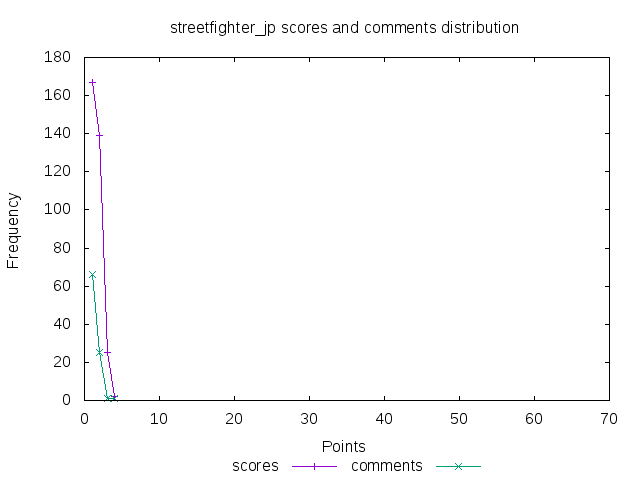 streetfighter_jp scores and comments distribution
180
160
140
120
100
80
60
40
20
0
Frequency
0 10 20 30 40 50 60 70
Points
scores comments